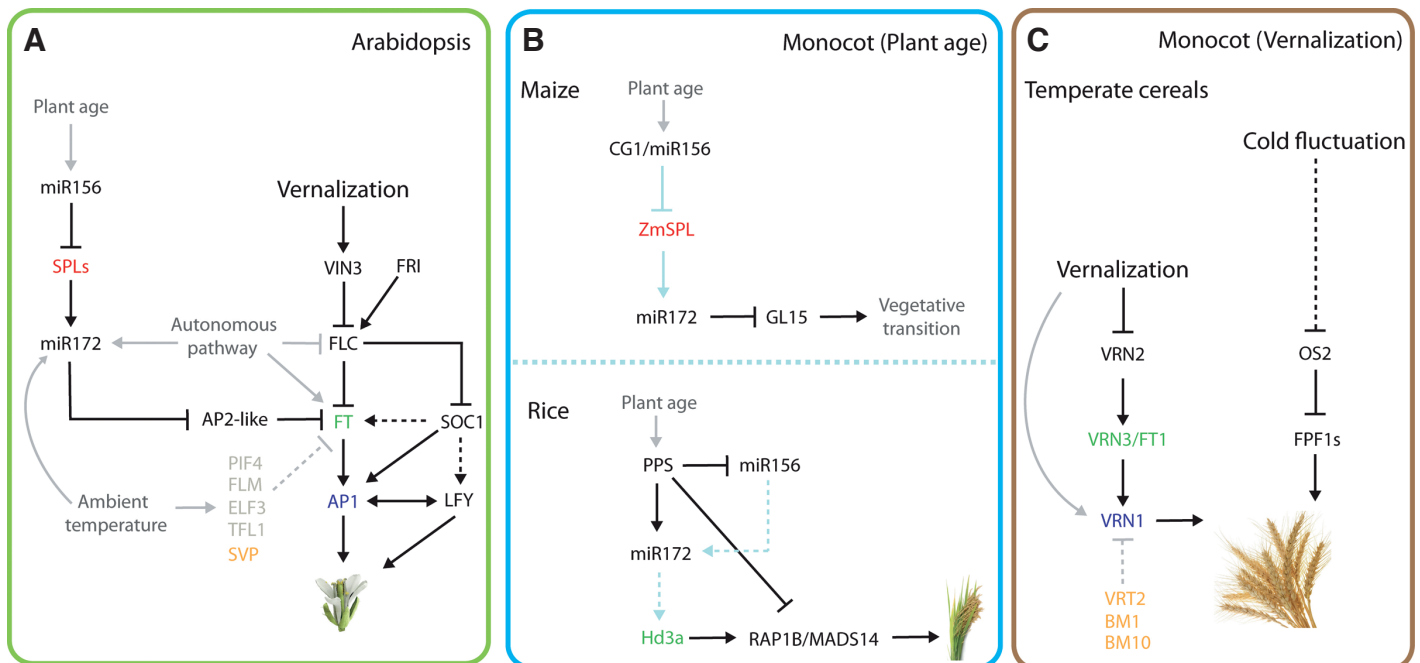 A
Arabidopsis
Plant age
miR156
Vernalization
SPLs
VIN3
FRI
Autonomous
pathway
miR172
FLC
AP2-like
FT
SOC1
PIF4
FLM
ELF3
TFL1
SVP
Ambient
temperature
AP1
LFY
B
Monocot (Plant age)
Maize
Plant age
CG1/miR156
ZmSPL
miR172
GL15
Vegetative
transition
Rice
Plant age
PPS
miR156
miR172
Hd3a
RAP1B/MADS14
C
Monocot (Vernalization)
Temperate cereals
Cold fluctuation
Vernalization
VRN2
OS2
VRN3/FT1
FPF1s
VRN1
VRT2
BM1
BM10